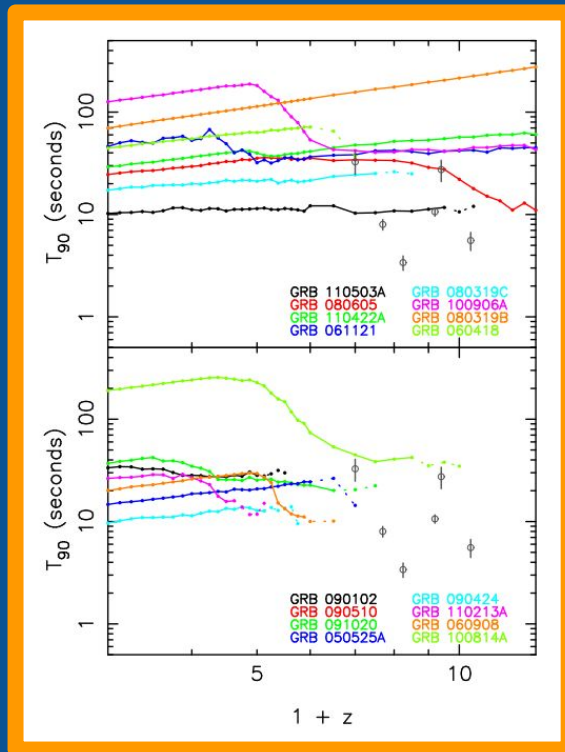 T90 (seconds)
100
10
1
GRB 110503A GRB 080319C
GRB 080605 GRB 100906A
GRB 110422A GRB 080319B
GRB 061121 GRB 060418
T90 (seconds)
100
10
1
GRB 090102 GRB 090424
GRB 090510 GRB 110213A
GRB 091020 GRB 060908
GRB 050525A GRB 100814A
5 10
1 + z